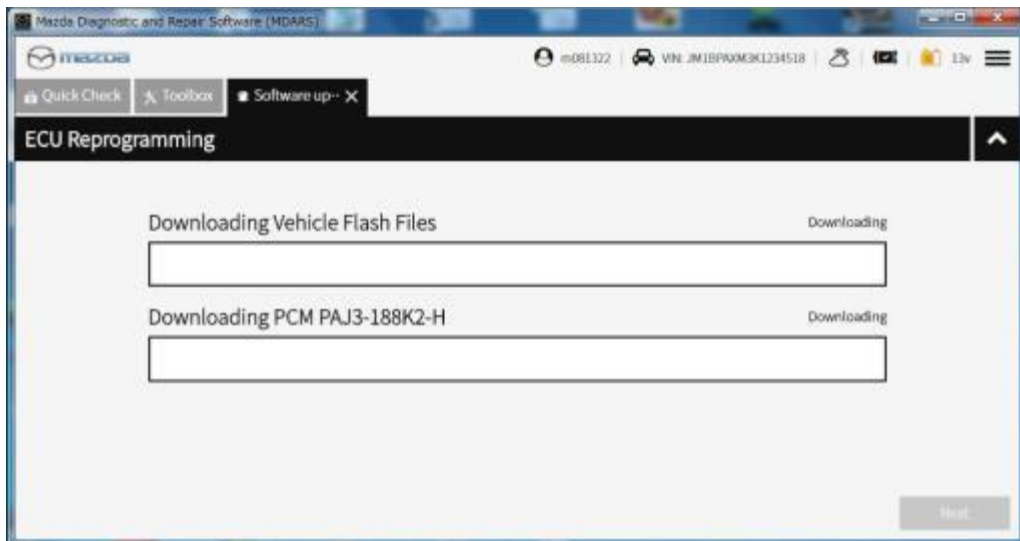 Mazda Diagnostic and Repair Software (MDARS)
mazda
m081322 VIN: JM1BPAXM3K1234518 13v
Quick Check Toolbox Software up··
ECU Reprogramming
Downloading Vehicle Flash Files Downloading
Downloading PCM PAJ3-188K2-H Downloading
Next